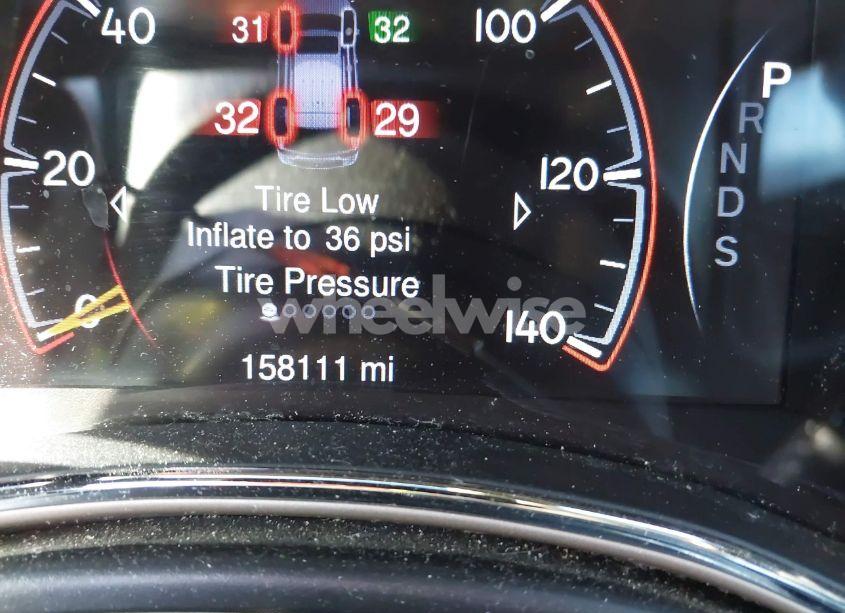 40
31
32
100
P
R
32
29
N
20
120
Tire Low
D
Inflate to 36 psi
S
Tire Pressure
0
wheelwise
140
158111 mi